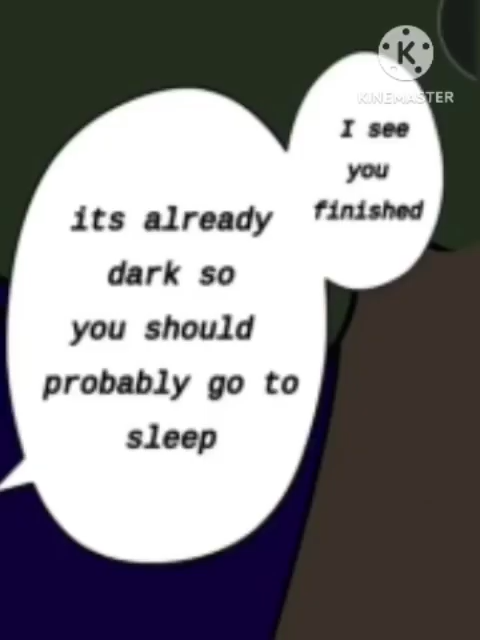 KINEMASTER
I see
you
finished
its already
dark so
you should
probably go to
sleep